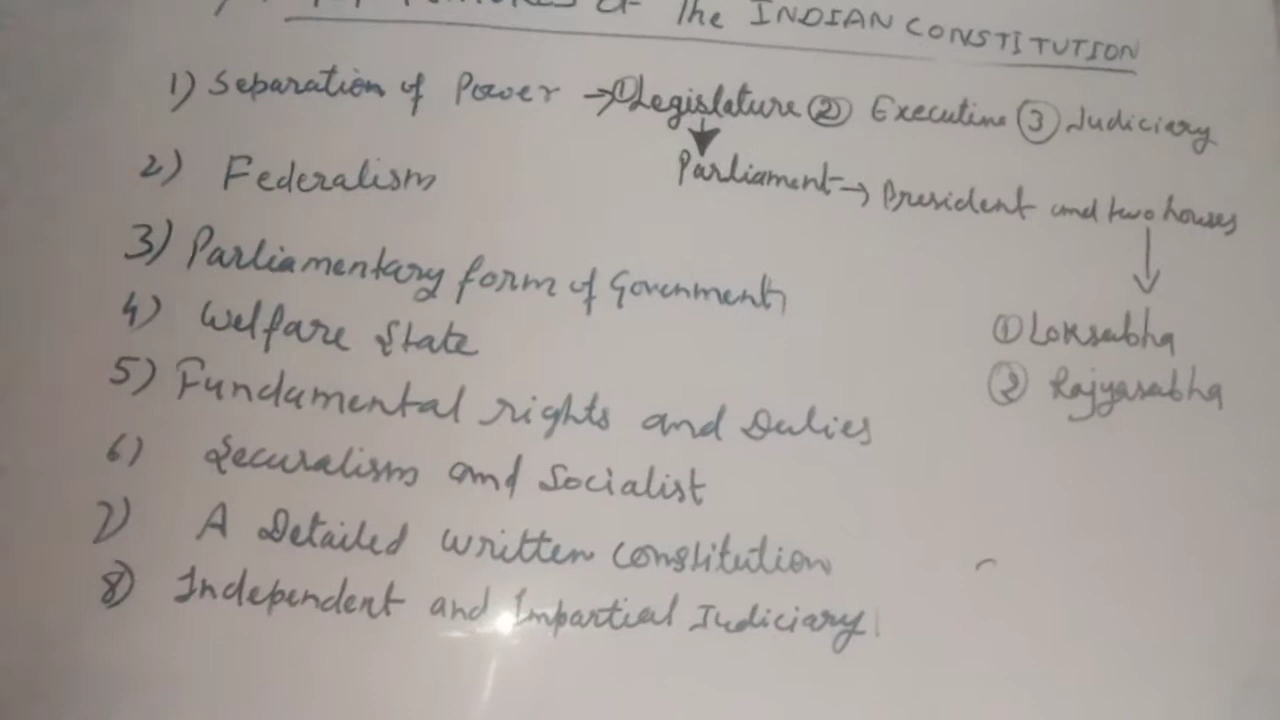 OF The INDIAN CONSTITUTION
1) Separation of Power → ① Legislature ② Executive ③ Judiciary
Parliament → President and two houses
2) Federalism
3) Parliamentary form of Government
① Loksabha
4) Welfare State
② Rajyasabha
5) Fundamental rights and Duties
6) Securalism and Socialist
7) A Detailed written constitution
8) Independent and Impartial Judiciary